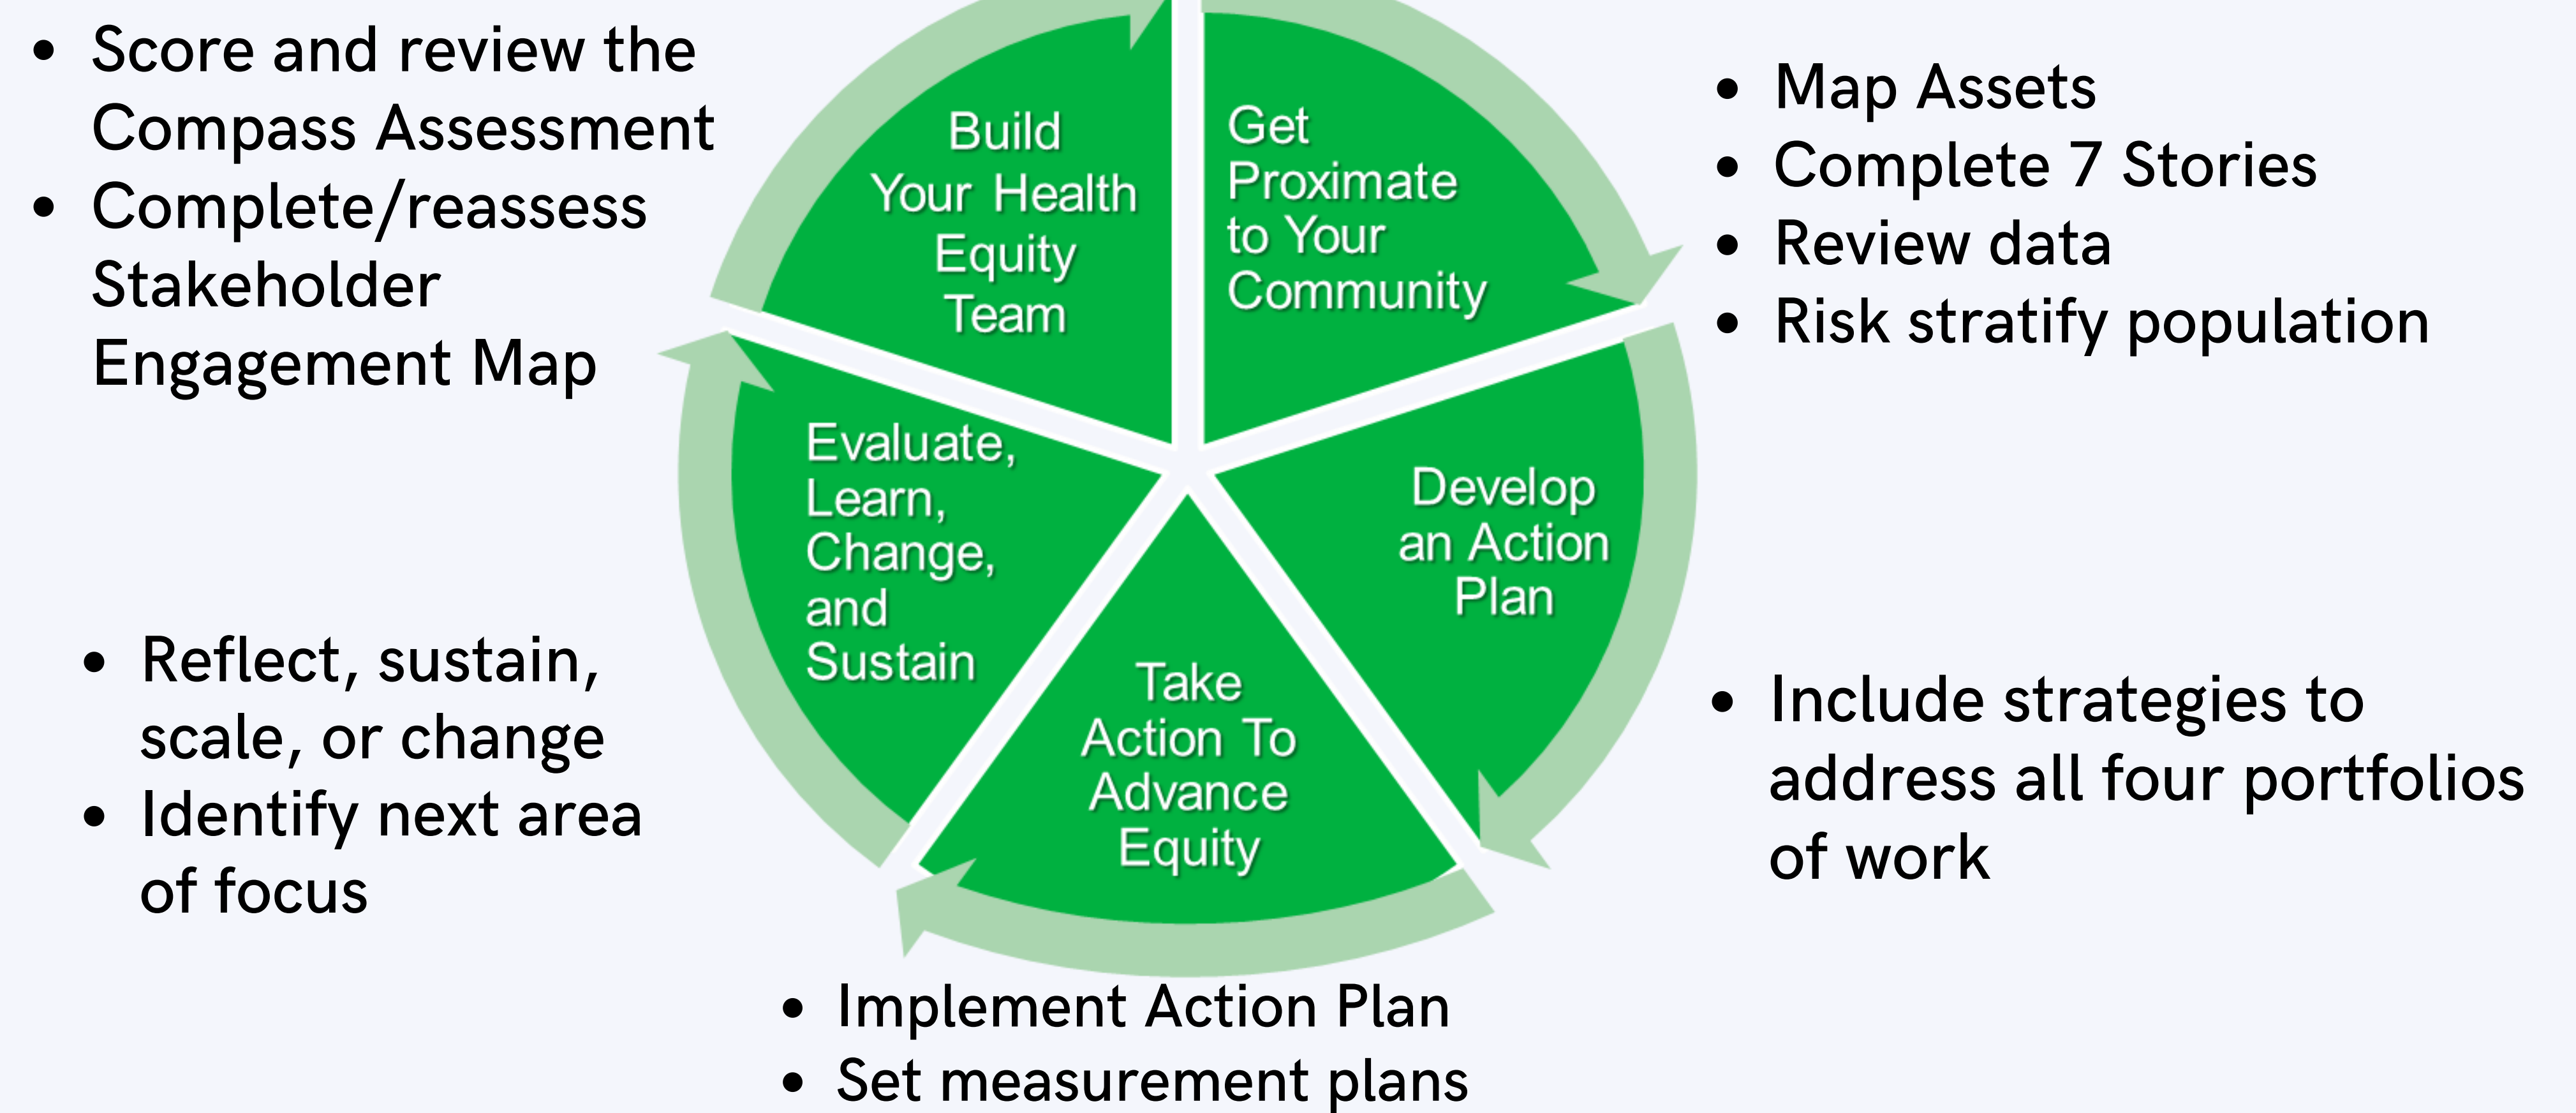 • Score and review the
Compass Assessment
• Complete/reassess
Stakeholder
Engagement Map
Build
Your Health
Equity
Team
Get
Proximate
to Your
Community
• Map Assets
• Complete 7 Stories
• Review data
• Risk stratify population
Evaluate,
Learn,
Change,
and
Sustain
Develop
an Action
Plan
Take
Action To
Advance
Equity
• Reflect, sustain,
scale, or change
• Identify next area
of focus
• Include strategies to
address all four portfolios
of work
• Implement Action Plan
• Set measurement plans